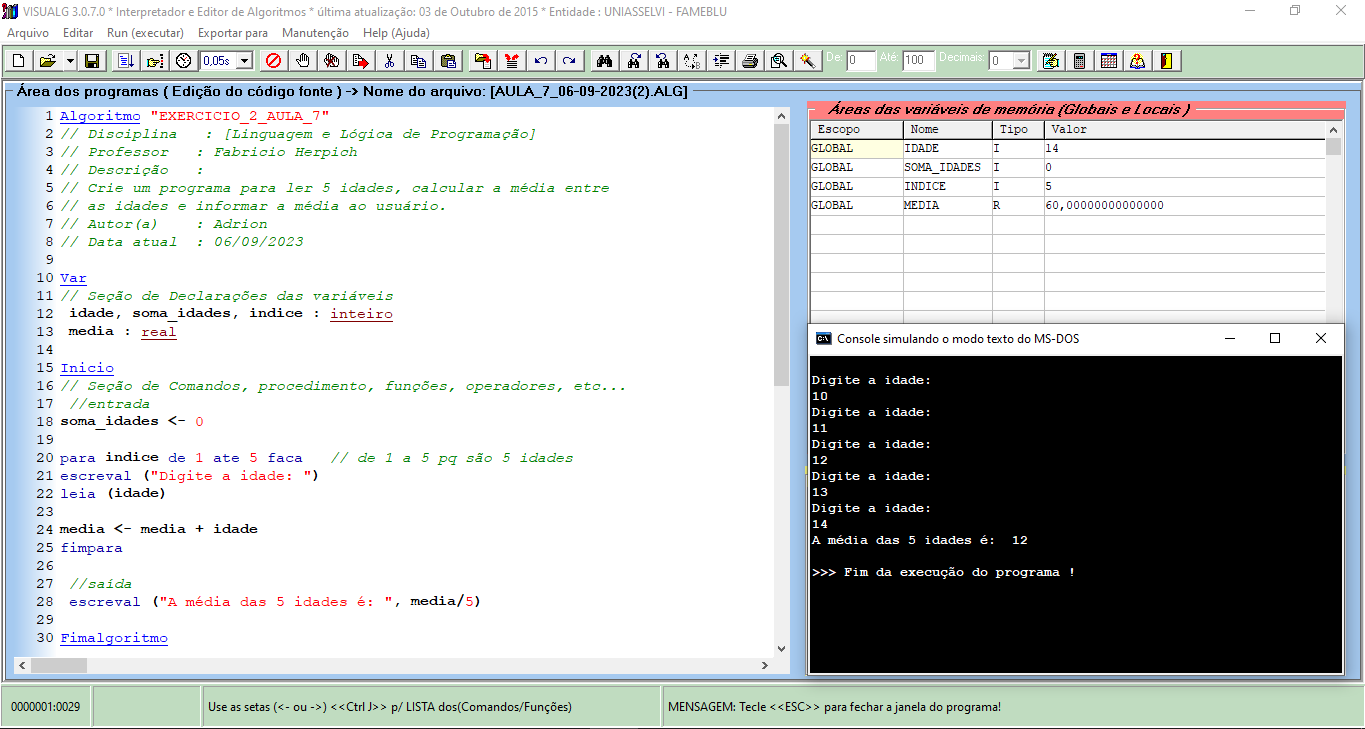 VISUALG 3.0.7.0 * Interpretador e Editor de Algoritmos * última atualização: 03 de Outubro de 2015 * Entidade : UNIASSELVI - FAMEBLU
Arquivo Editar Run (executar) Exportar para Manutenção Help (Ajuda)
0,05s De: 0 Até: 100 Decimais: 0
Área dos programas ( Edição do código fonte ) -> Nome do arquivo: [AULA_7_06-09-2023(2).ALG]
1 Algoritmo "EXERCICIO_2_AULA_7"
2 // Disciplina : [Linguagem e Lógica de Programação]
3 // Professor : Fabricio Herpich
4 // Descrição :
5 // Crie um programa para ler 5 idades, calcular a média entre
6 // as idades e informar a média ao usuário.
7 // Autor(a) : Adrion
8 // Data atual : 06/09/2023
9
10 Var
11 // Seção de Declarações das variáveis
12 idade, soma_idades, indice : inteiro
13 media : real
14
15 Inicio
16 // Seção de Comandos, procedimento, funções, operadores, etc...
17 //entrada
18 soma_idades <- 0
19
20 para indice de 1 ate 5 faca // de 1 a 5 pq são 5 idades
21 escreval ("Digite a idade: ")
22 leia (idade)
23
24 media <- media + idade
25 fimpara
26
27 //saída
28 escreval ("A média das 5 idades é: ", media/5)
29
30 Fimalgoritmo
Áreas das variáveis de memória (Globais e Locais )
Escopo Nome Tipo Valor
GLOBAL IDADE I 14
GLOBAL SOMA_IDADES I 0
GLOBAL INDICE I 5
GLOBAL MEDIA R 60,00000000000000
Console simulando o modo texto do MS-DOS
Digite a idade:
10
Digite a idade:
11
Digite a idade:
12
Digite a idade:
13
Digite a idade:
14
A média das 5 idades é: 12
>>> Fim da execução do programa !
0000001:0029 Use as setas (<- ou ->) <<Ctrl J>> p/ LISTA dos(Comandos/Funções) MENSAGEM: Tecle <<ESC>> para fechar a janela do programa!